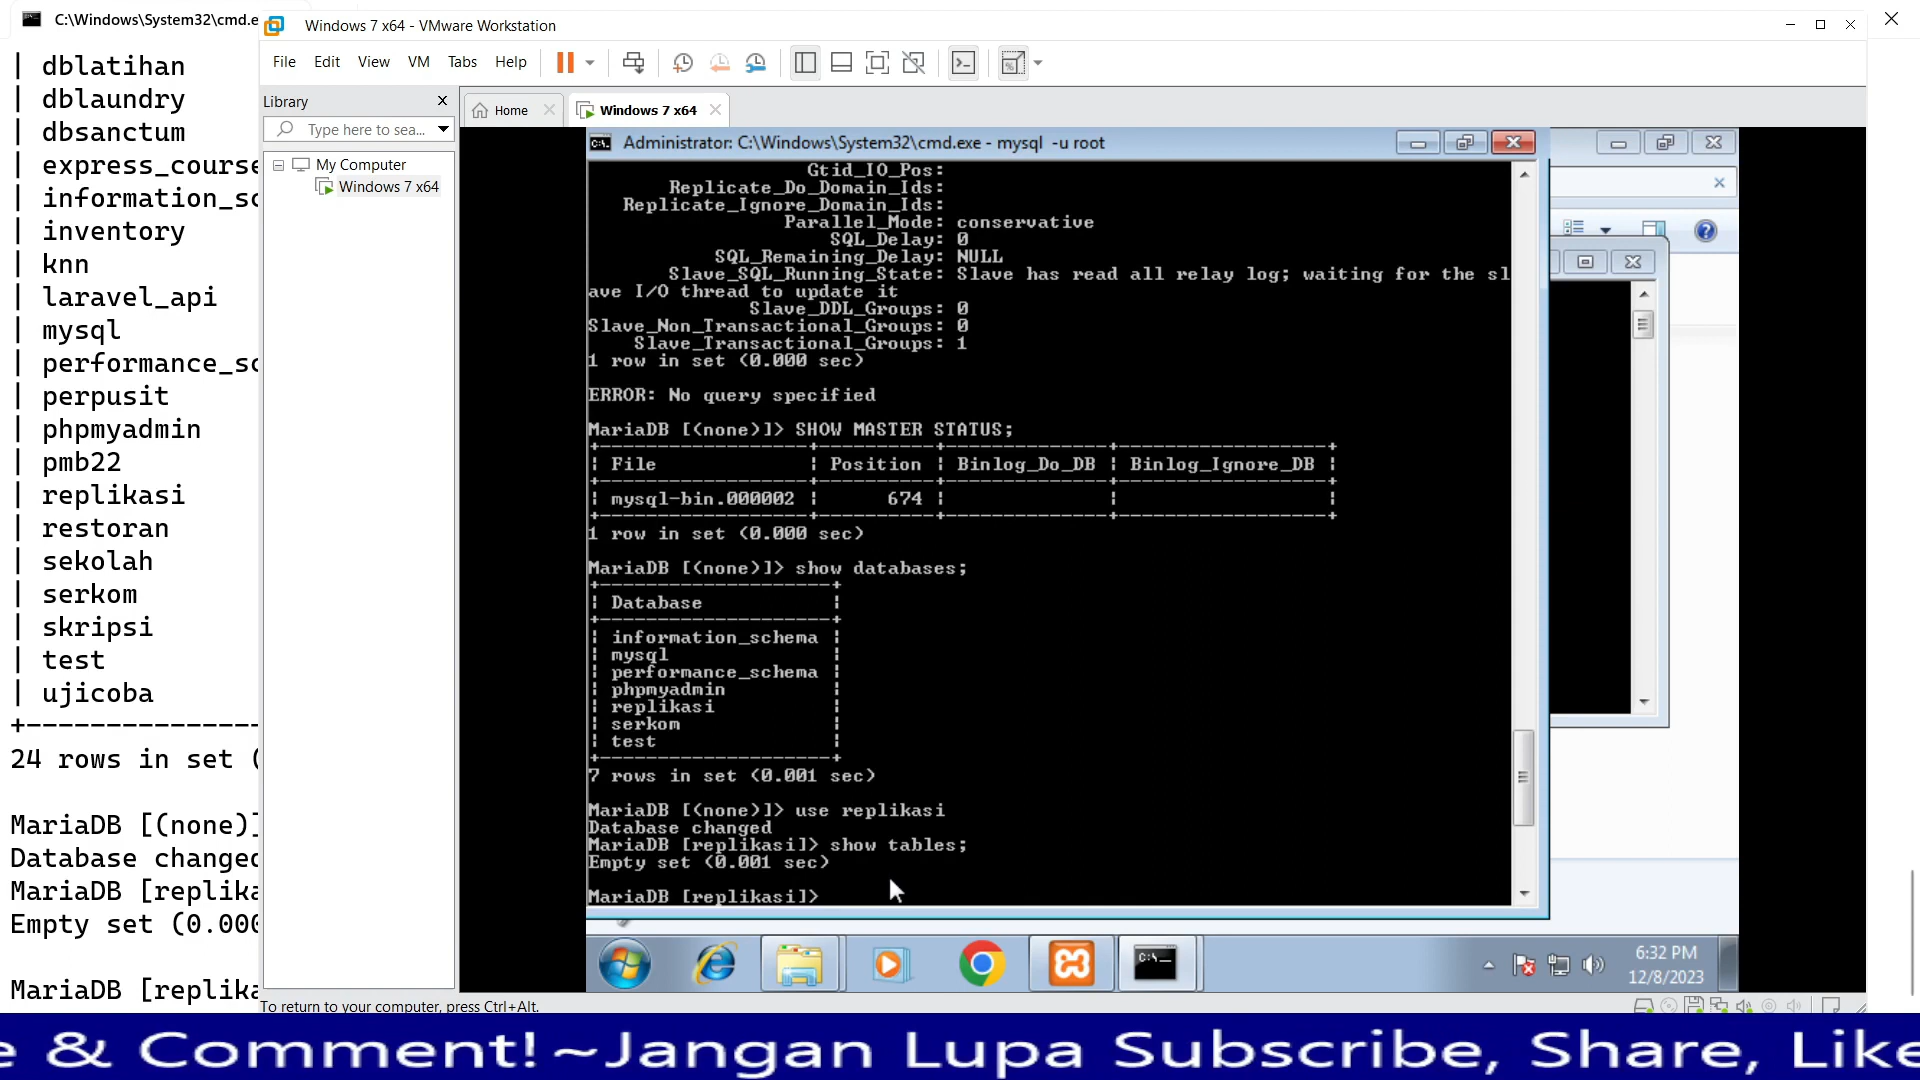 C:\Windows\System32\cmd.e
| dblatihan
| dblaundry
| dbsanctum
| express_course
| information_sc
| inventory
| knn
| laravel_api
| mysql
| performance_sc
| perpusit
| phpmyadmin
| pmb22
| replikasi
| restoran
| sekolah
| serkom
| skripsi
| test
| ujicoba
+---------------
24 rows in set (
MariaDB [(none)]
Database changed
MariaDB [replika
Empty set (0.000
MariaDB [replika
Windows 7 x64 - VMware Workstation
File Edit View VM Tabs Help
Library
Type here to sea...
My Computer
Windows 7 x64
Home
Windows 7 x64
Administrator: C:\Windows\System32\cmd.exe - mysql -u root
Gtid_IO_Pos:
Replicate_Do_Domain_Ids:
Replicate_Ignore_Domain_Ids:
Parallel_Mode: conservative
SQL_Delay: 0
SQL_Remaining_Delay: NULL
Slave_SQL_Running_State: Slave has read all relay log; waiting for the sl
ave I/O thread to update it
Slave_DDL_Groups: 0
Slave_Non_Transactional_Groups: 0
Slave_Transactional_Groups: 1
1 row in set (0.000 sec)
ERROR: No query specified
MariaDB [(none)]> SHOW MASTER STATUS;
+------------------+----------+--------------+------------------+
| File | Position | Binlog_Do_DB | Binlog_Ignore_DB |
+------------------+----------+--------------+------------------+
| mysql-bin.000002 | 674 | | |
+------------------+----------+--------------+------------------+
1 row in set (0.000 sec)
MariaDB [(none)]> show databases;
+--------------------+
| Database |
+--------------------+
| information_schema |
| mysql |
| performance_schema |
| phpmyadmin |
| replikasi |
| serkom |
| test |
+--------------------+
7 rows in set (0.001 sec)
MariaDB [(none)]> use replikasi
Database changed
MariaDB [replikasi]> show tables;
Empty set (0.001 sec)
MariaDB [replikasi]>
6:32 PM
12/8/2023
To return to your computer, press Ctrl+Alt.
e & Comment! ~Jangan Lupa Subscribe, Share, Like